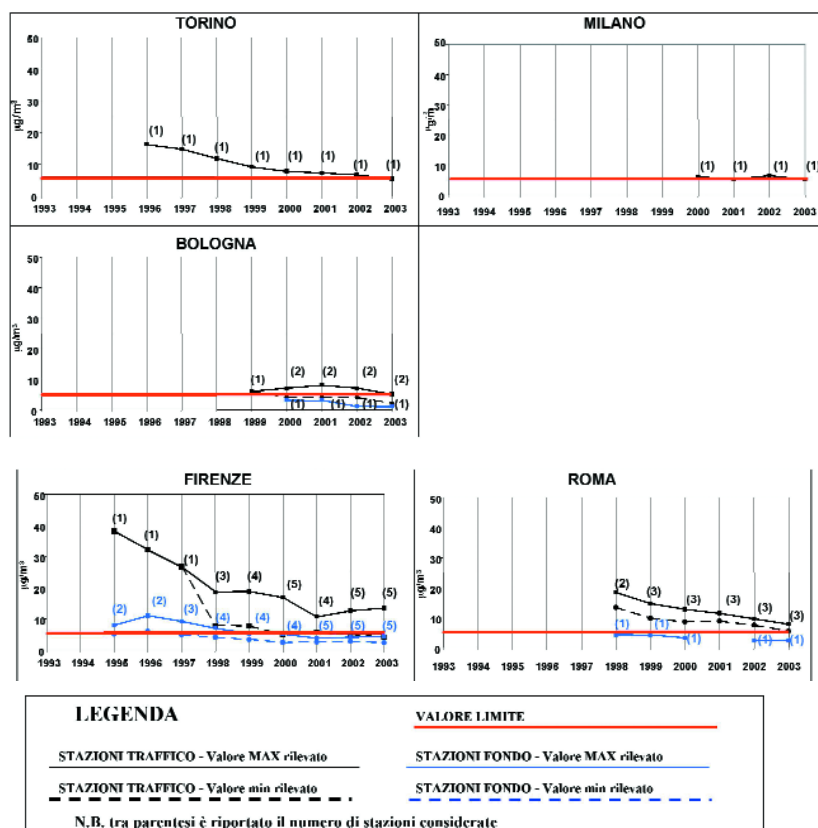 TORINO
50
40
30
20
10
0
µg/m³
(1) (1) (1) (1) (1) (1) (1) (1)
1993 1994 1995 1996 1997 1998 1999 2000 2001 2002 2003
MILANO
50
40
30
20
10
0
µg/m³
(1) (1) (1) (1)
1993 1994 1995 1996 1997 1998 1999 2000 2001 2002 2003
BOLOGNA
50
40
30
20
10
0
µg/m³
(1) (2) (2) (2) (2)
(1) (1) (1) (1)
1993 1994 1995 1996 1997 1998 1999 2000 2001 2002 2003
FIRENZE
50
40
30
20
10
0
µg/m³
(1) (1) (1) (3) (4) (5) (4) (5) (5)
(2) (4) (3) (4) (4) (4) (5) (5) (5)
1993 1994 1995 1996 1997 1998 1999 2000 2001 2002 2003
ROMA
50
40
30
20
10
0
µg/m³
(2) (3) (3) (3) (3) (3)
(1) (1) (1) (1) (1)
1993 1994 1995 1996 1997 1998 1999 2000 2001 2002 2003
LEGENDA
VALORE LIMITE
STAZIONI TRAFFICO - Valore MAX rilevato
STAZIONI FONDO - Valore MAX rilevato
STAZIONI TRAFFICO - Valore min rilevato
STAZIONI FONDO - Valore min rilevato
N.B. (tra parentesi è riportato il numero di stazioni considerate